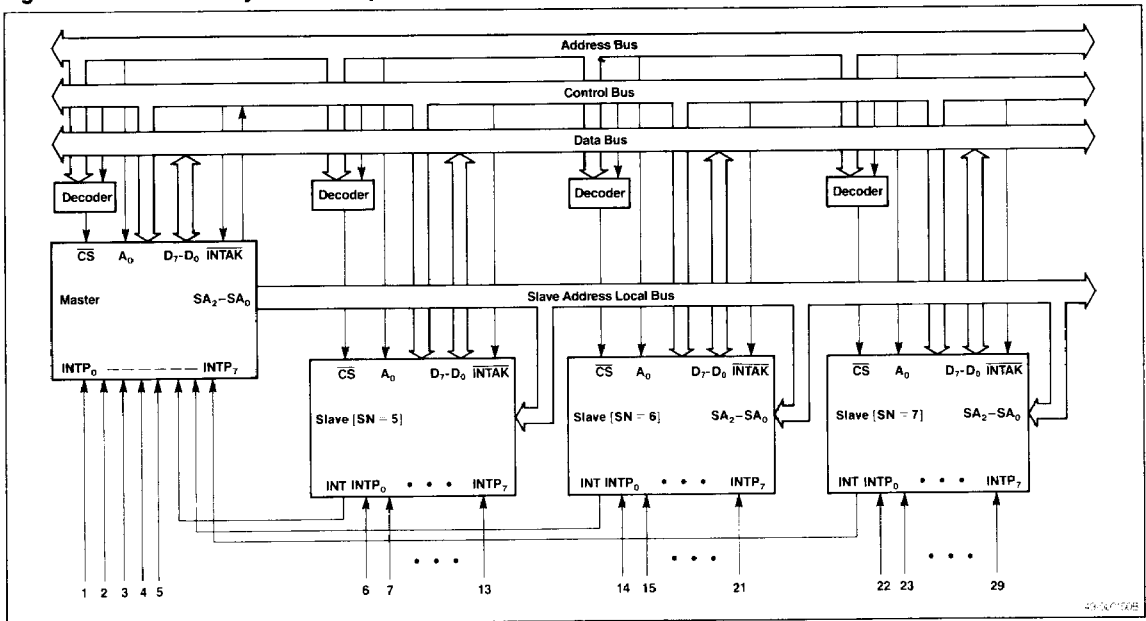 Address Bus
Control Bus
Data Bus
Decoder Decoder Decoder Decoder
CS A0 D7-D0 INTAK
Master SA2-SA0
Slave Address Local Bus
INTP0 INTP7
CS A0 D7-D0 INTAK CS A0 D7-D0 INTAK CS A0 D7-D0 INTAK
Slave [SN = 5] Slave [SN = 6] SA2-SA0 Slave [SN = 7] SA2-SA0
INT INTP0 • • • INTP7 INT INTP0 • • • INTP7 INT INTP0 • • • INTP7
• • • • • • • • •
1 2 3 4 5 6 7 13 14 15 21 22 23 29